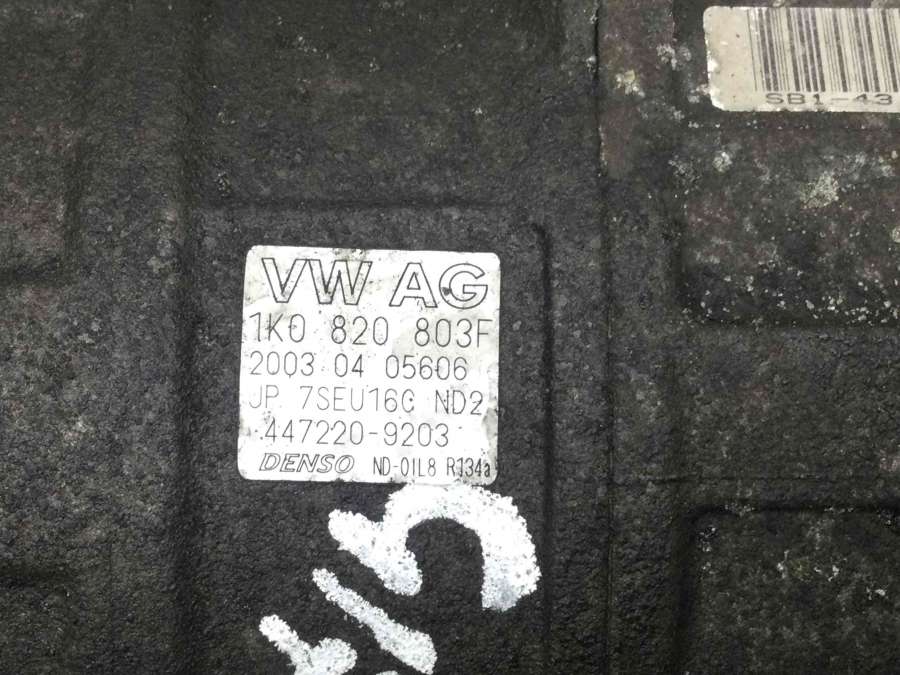 SB1-43
VW AG
1K0 820 803F
2003 04 05606
JP 7SEU16C ND2
447220-9203
DENSO ND-OIL8 R134a